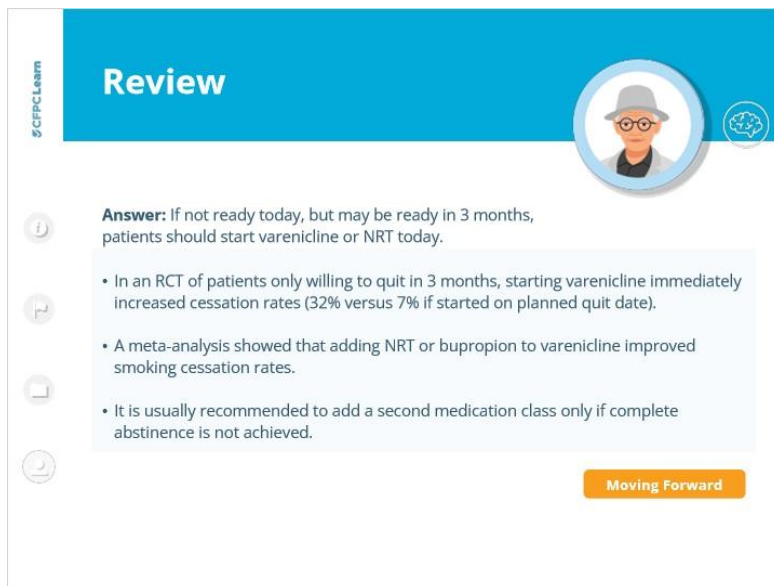 CFPCLearn
Review
Answer: If not ready today, but may be ready in 3 months,
patients should start varenicline or NRT today.
• In an RCT of patients only willing to quit in 3 months, starting varenicline immediately
increased cessation rates (32% versus 7% if started on planned quit date).
• A meta-analysis showed that adding NRT or bupropion to varenicline improved
smoking cessation rates.
• It is usually recommended to add a second medication class only if complete
abstinence is not achieved.
Moving Forward